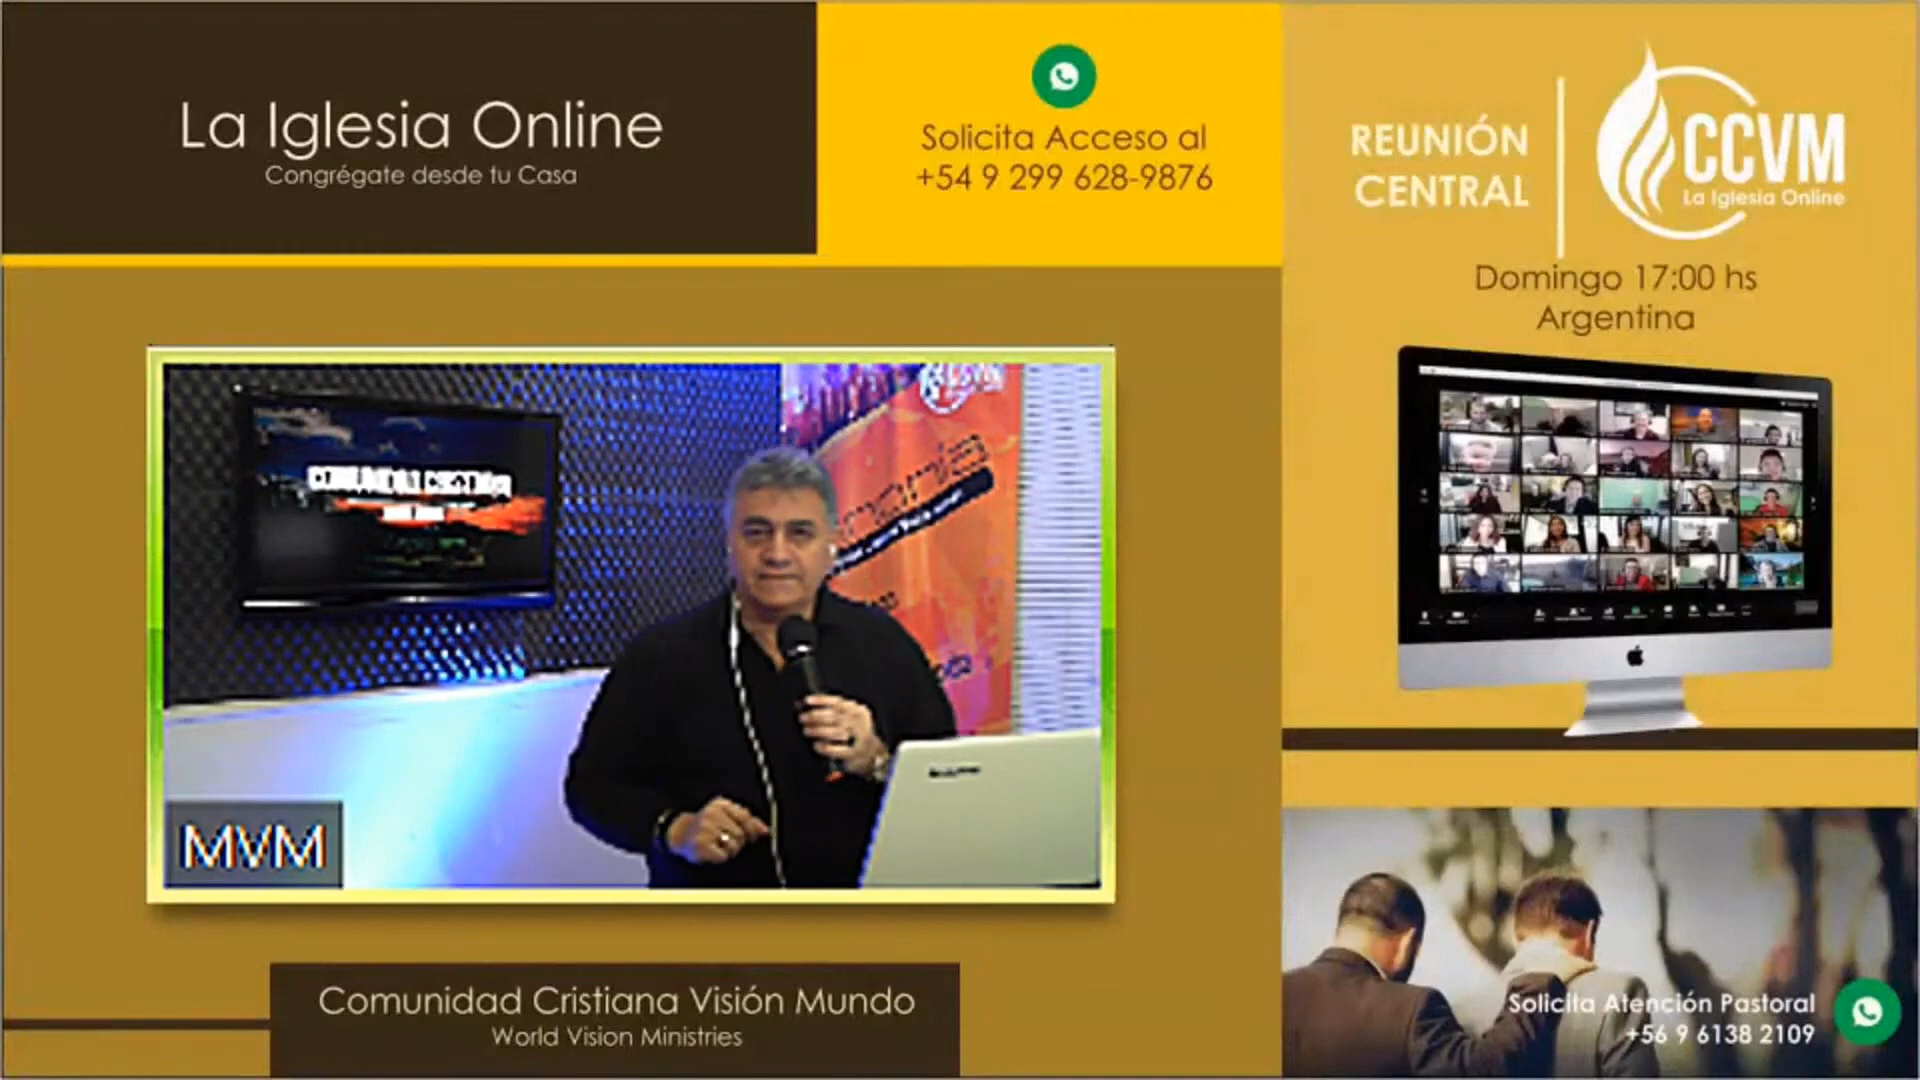 La Iglesia Online
Congrégate desde tu Casa
Solicita Acceso al
+54 9 299 628-9876
REUNIÓN
CENTRAL
CCVM
La Iglesia Online
Domingo 17:00 hs
Argentina
MVM
Comunidad Cristiana Visión Mundo
World Vision Ministries
Solicita Atención Pastoral
+56 9 6138 2109